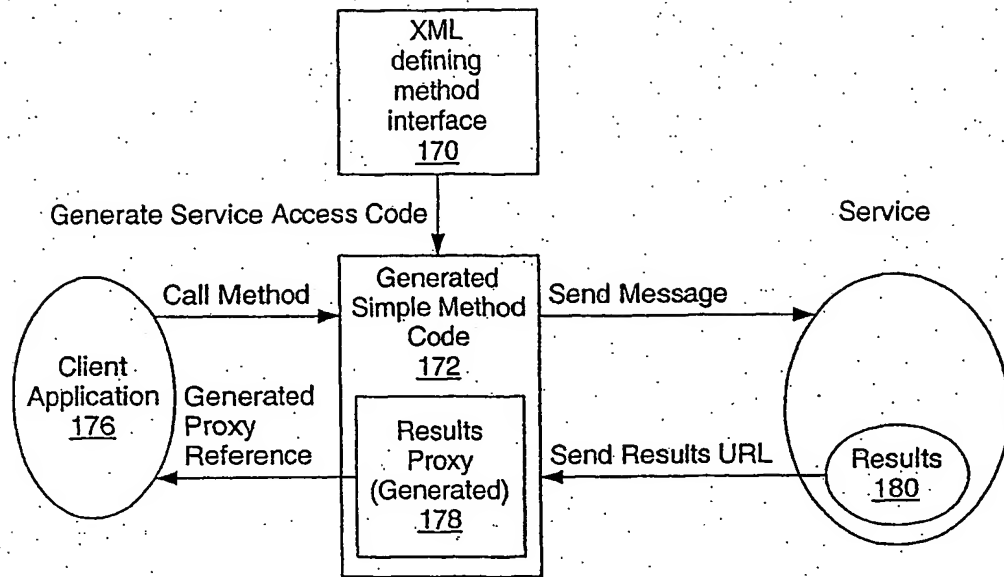 XML
defining
method
interface
170
Generate Service Access Code
Service
Call Method
Generated
Simple Method
Code
172
Send Message
Client
Application
176
Generated
Proxy
Reference
Results
Proxy
(Generated)
178
Send Results URL
Results
180